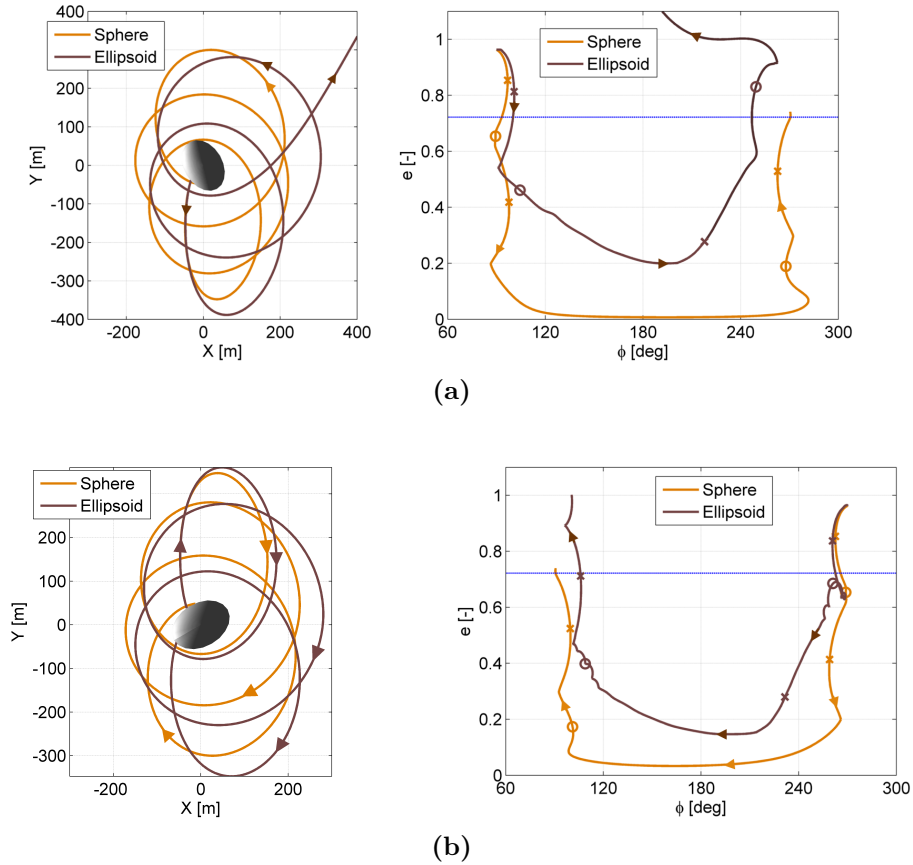 400
300
200
100
0
-100
-200
-300
-400
Y [m]
-200 0 200 400
X [m]
Sphere
Ellipsoid
1
0.8
0.6
0.4
0.2
0
e [-]
60 120 180 240 300
ϕ [deg]
Sphere
Ellipsoid
(a)
200
100
0
-100
-200
-300
Y [m]
-200 0 200
X [m]
Sphere
Ellipsoid
1
0.8
0.6
0.4
0.2
0
e [-]
60 120 180 240 300
ϕ [deg]
Sphere
Ellipsoid
(b)